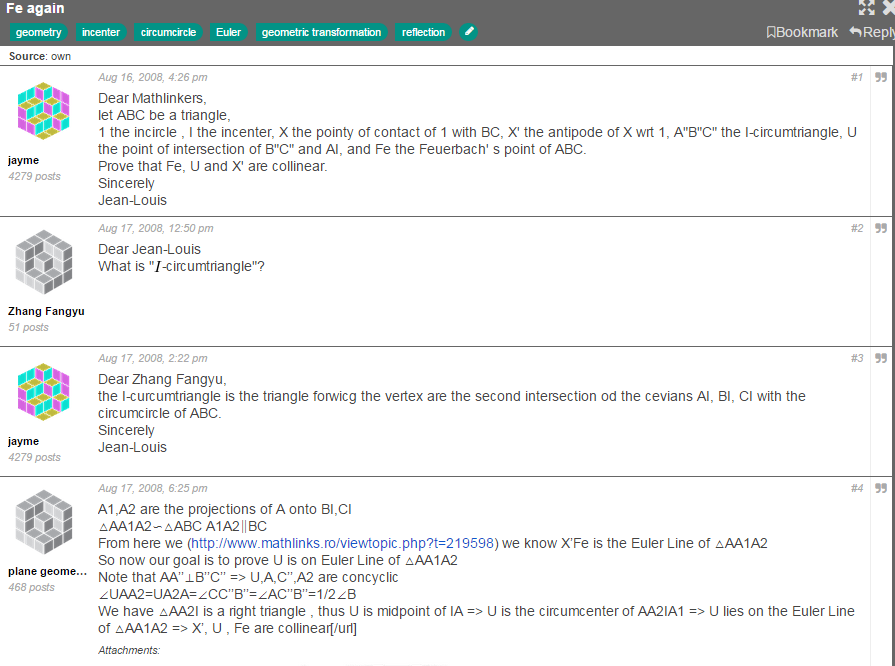 Fe again
geometry incenter circumcircle Euler geometric transformation reflection
Bookmark Reply
Source: own
Aug 16, 2008, 4:26 pm #1
Dear Mathlinkers,
let ABC be a triangle,
1 the incircle , I the incenter, X the pointy of contact of 1 with BC, X' the antipode of X wrt 1, A"B"C" the I-circumtriangle, U
the point of intersection of B"C" and AI, and Fe the Feuerbach' s point of ABC.
Prove that Fe, U and X' are collinear.
Sincerely
Jean-Louis
jayme
4279 posts
Aug 17, 2008, 12:50 pm #2
Dear Jean-Louis
What is "I-circumtriangle"?
Zhang Fangyu
51 posts
Aug 17, 2008, 2:22 pm #3
Dear Zhang Fangyu,
the I-curcumtriangle is the triangle forwicg the vertex are the second intersection od the cevians AI, BI, CI with the
circumcircle of ABC.
Sincerely
Jean-Louis
jayme
4279 posts
Aug 17, 2008, 6:25 pm #4
A1,A2 are the projections of A onto BI,CI
△AA1A2∽△ABC A1A2∥BC
From here we (http://www.mathlinks.ro/viewtopic.php?t=219598) we know X'Fe is the Euler Line of △AA1A2
So now our goal is to prove U is on Euler Line of △AA1A2
Note that AA’’⊥B’’C’’ => U,A,C’’,A2 are concyclic
∠UAA2=UA2A=∠CC’’B’’=∠AC’’B’’=1/2∠B
We have △AA2I is a right triangle , thus U is midpoint of IA => U is the circumcenter of AA2IA1 => U lies on the Euler Line
of △AA1A2 => X’, U , Fe are collinear[/url]
plane geome...
468 posts
Attachments: